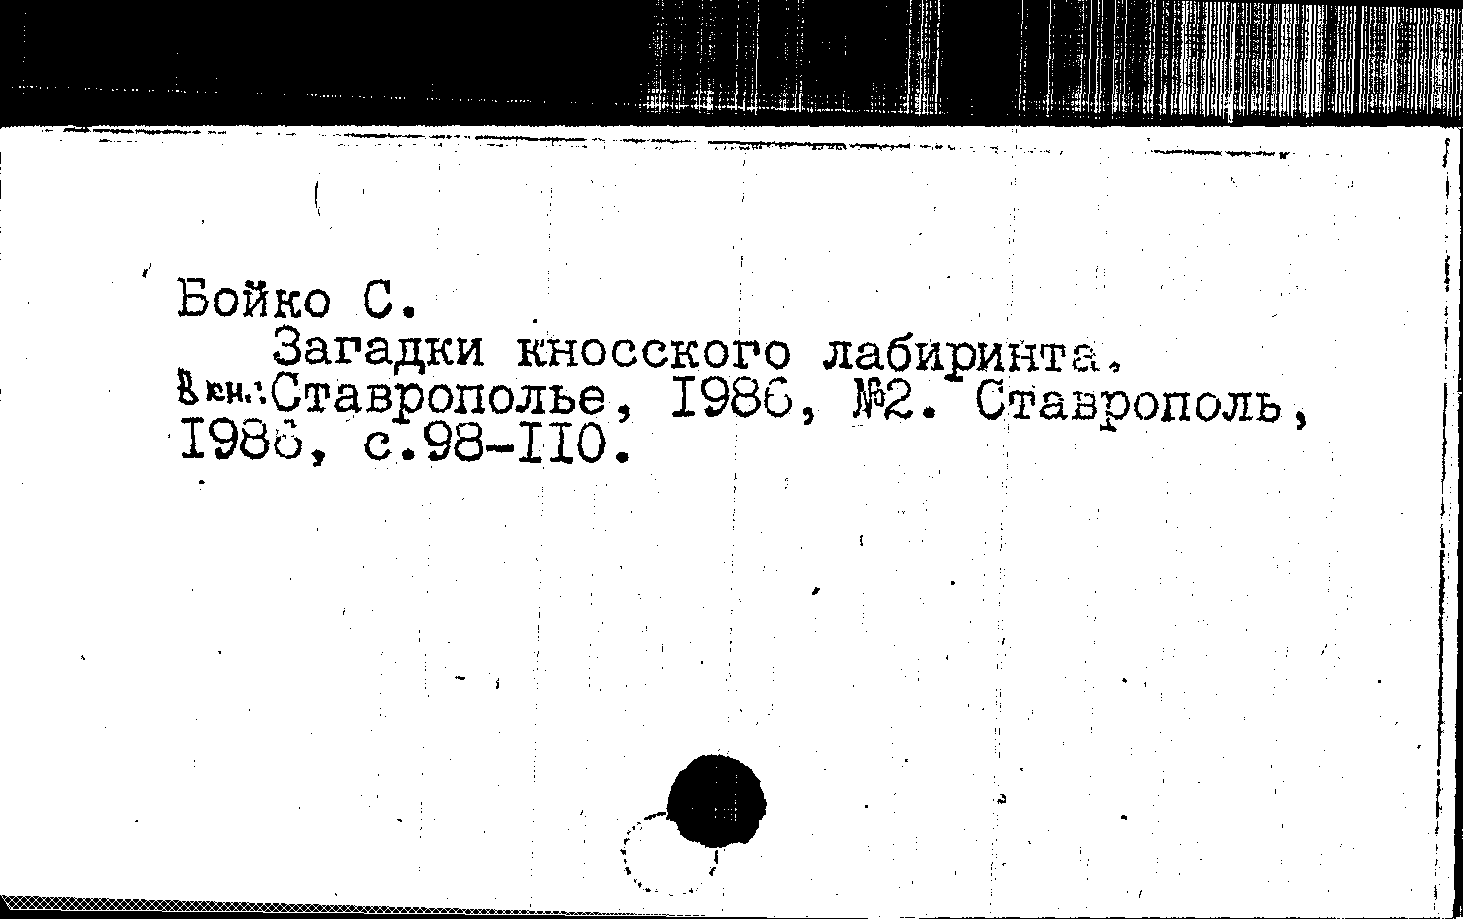 Бойко С.
Загадки кносского лабиринта.
В кн.: Ставрополье, 1986, №2. Ставрополь,
1986, с.98-110.